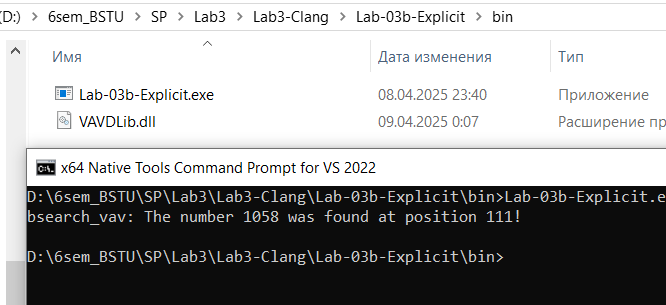 (D:) > 6sem_BSTU > SP > Lab3 > Lab3-Clang > Lab-03b-Explicit > bin
Имя Дата изменения Тип
Lab-03b-Explicit.exe 08.04.2025 23:40 Приложение
VAVDLib.dll 09.04.2025 0:07 Расширение пр
x64 Native Tools Command Prompt for VS 2022
D:\6sem_BSTU\SP\Lab3\Lab3-Clang\Lab-03b-Explicit\bin>Lab-03b-Explicit.e
bsearch_vav: The number 1058 was found at position 111!
D:\6sem_BSTU\SP\Lab3\Lab3-Clang\Lab-03b-Explicit\bin>